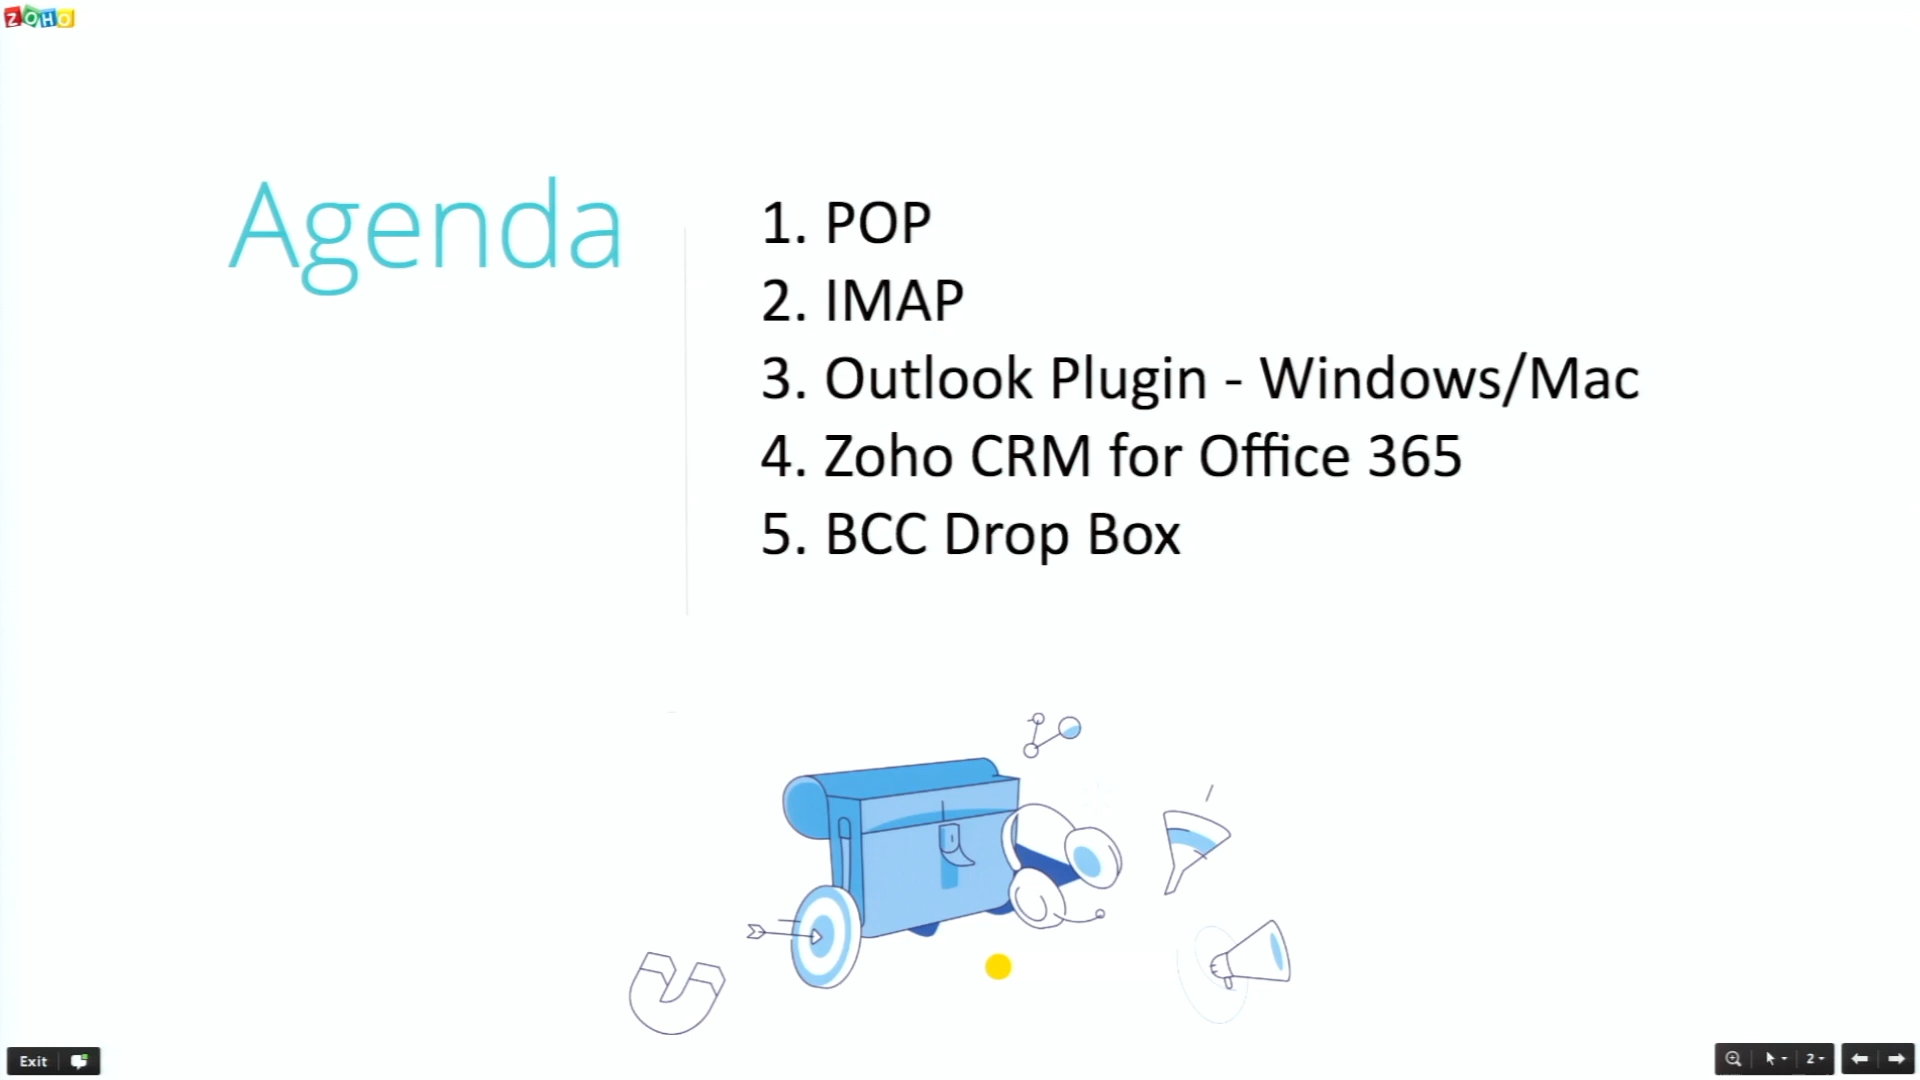 ZOHO
Agenda
1. POP
2. IMAP
3. Outlook Plugin - Windows/Mac
4. Zoho CRM for Office 365
5. BCC Drop Box
Exit
2